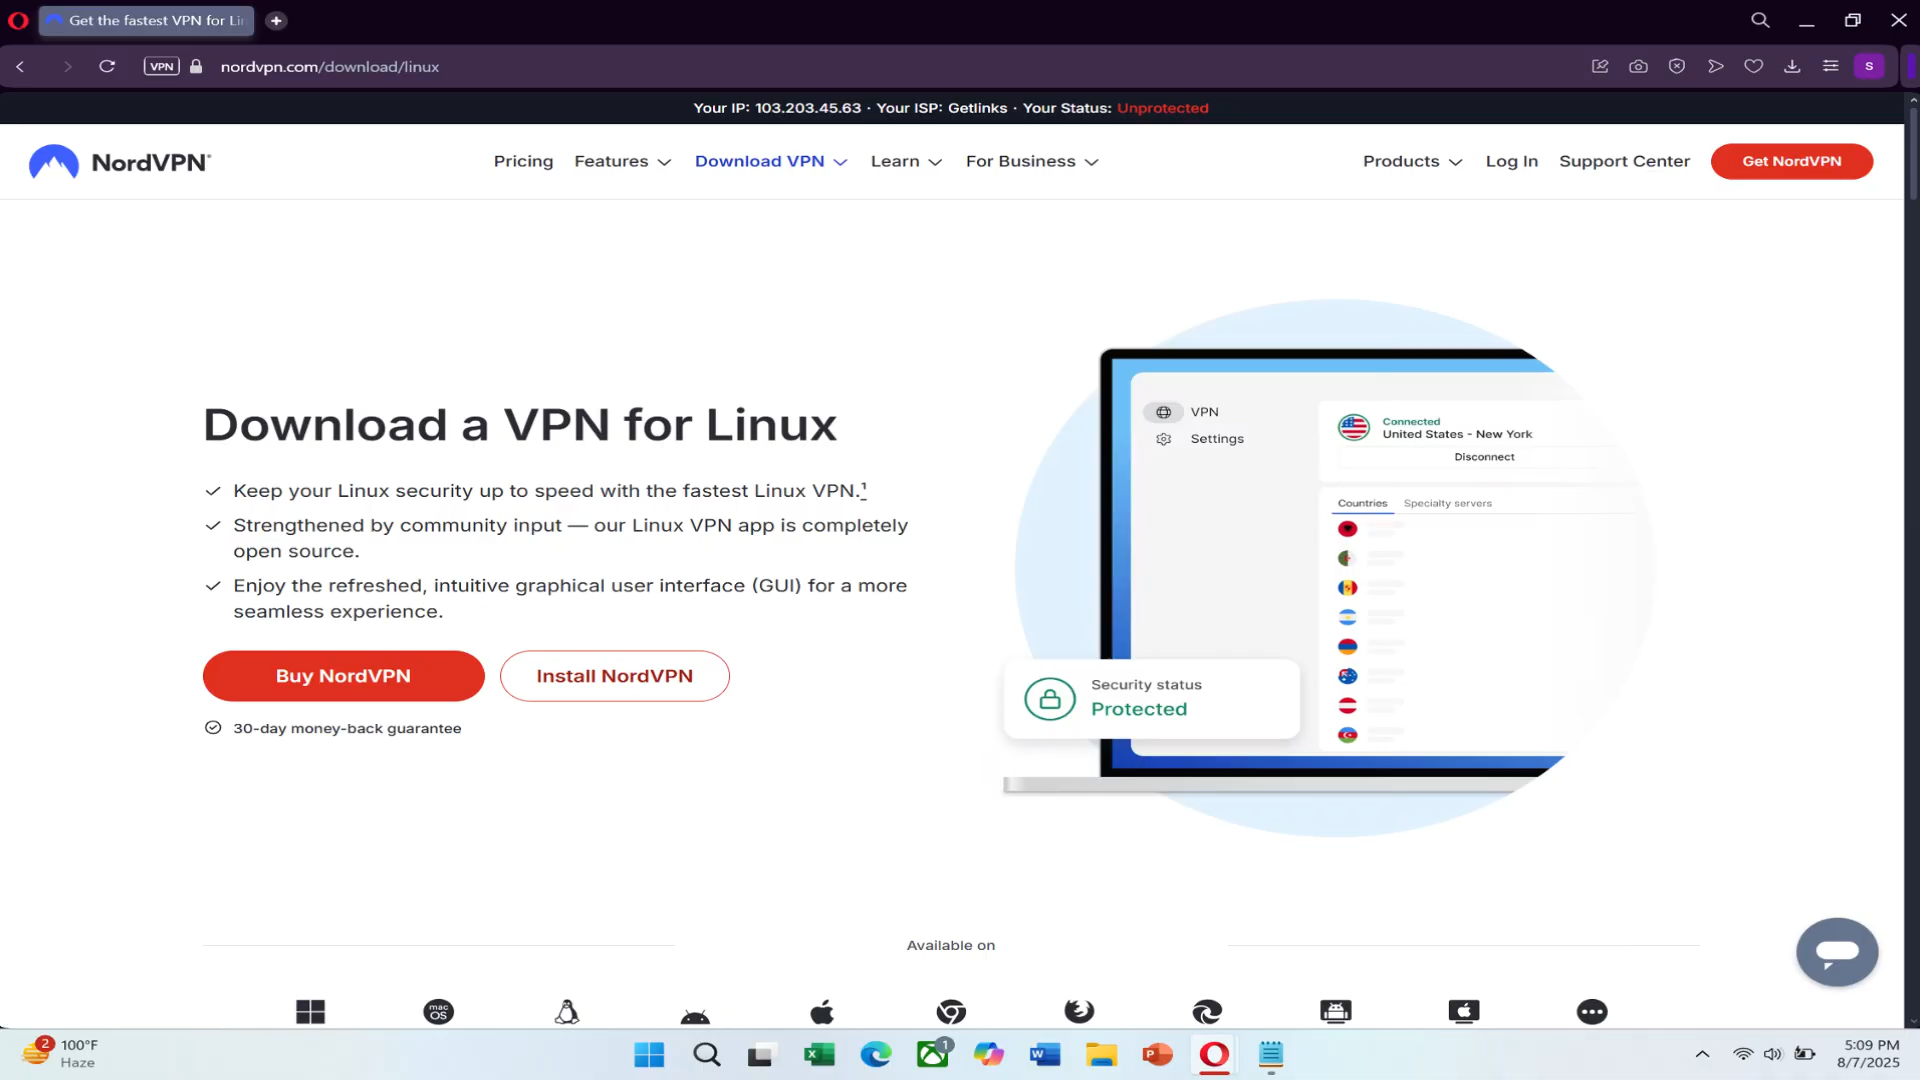 Get the fastest VPN for Li
VPN
nordvpn.com/download/linux
S
Your IP: 103.203.45.63 · Your ISP: Getlinks · Your Status: Unprotected
NordVPN®
Pricing
Features
Download VPN
Learn
For Business
Products
Log In
Support Center
Get NordVPN
Download a VPN for Linux
Keep your Linux security up to speed with the fastest Linux VPN.¹
Strengthened by community input — our Linux VPN app is completely
open source.
Enjoy the refreshed, intuitive graphical user interface (GUI) for a more
seamless experience.
Buy NordVPN
Install NordVPN
30-day money-back guarantee
VPN
Settings
Connected
United States - New York
Disconnect
Countries
Specialty servers
Security status
Protected
Available on
mac
OS
2
100°F
Haze
1
5:09 PM
8/7/2025